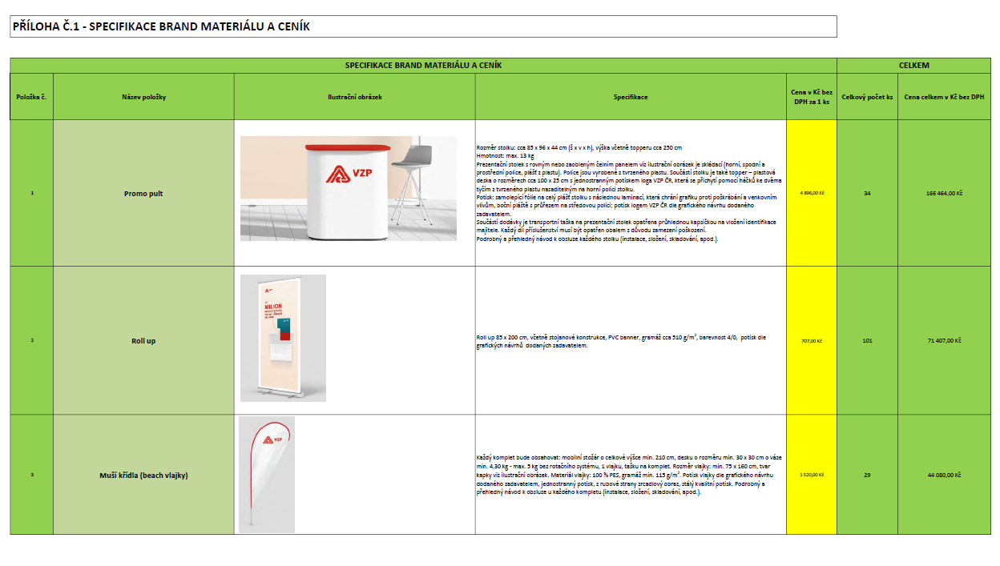 PŘÍLOHA Č.1 - SPECIFIKACE BRAND MATERIÁLU A CENÍK
SPECIFIKACE BRAND MATERIÁLU A CENÍK
CELKEM
Položka č.
Název položky
Ilustrační obrázek
Specifikace
Cena v Kč bez
DPH za 1 ks
Celkový počet ks
Cena celkem v Kč bez DPH
1
Promo pult
VZP
Rozměr stolku: cca 85 x 96 x 44 cm (š x v x h), výška včetně topperu cca 250 cm
Hmotnost: max. 13 kg
Prezentační stolek s rovným nebo zaobleným čelním panelem viz ilustrační obrázek je skládací (horní, spodní a
prostřední police, plášť z plastu). Police jsou vyrobené z tvrzeného plastu. Součástí stolku je také topper – plastová
deska o rozměrech cca 100 x 25 cm s jednostranným potiskem loga VZP ČR, která se přichytí pomocí háčků ke dvěma
tyčím z tvrzeného plastu nasaditelným na horní polici stolku.
Potisk: samolepící fólie na celý plášť stolku s následnou laminací, která chrání grafiku proti poškrábání a venkovním
vlivům, boční pláště s průřezem na středovou polici; potisk logem VZP ČR dle grafického návrhu dodaného
zadavatelem.
Součástí dodávky je transportní taška na prezentační stolek opatřena průhlednou kapsičkou na vložení identifikace
majitele. Každý díl příslušenství musí být opatřen obalem z důvodu zamezení poškození.
Podrobný a přehledný návod k obsluze každého stolku (instalace, složení, skladování, apod.).
4 896,00 Kč
34
166 464,00 Kč
2
Roll up
MILION
Roll up 85 x 200 cm, včetně stojanové konstrukce, PVC banner, gramáž cca 510 g/m², barevnost 4/0, potisk dle
grafických návrhů dodaných zadavatelem.
707,00 Kč
101
71 407,00 Kč
3
Muší křídla (beach vlajky)
VZP
Každý komplet bude obsahovat: mobilní stožár o celkové výšce min. 210 cm, desku o rozměru min. 30 x 30 cm o váze
min. 4,30 kg - max. 5 kg bez rotačního systému, 1 vlajku, tašku na komplet. Rozměr vlajky: min. 75 x 160 cm, tvar
kapky viz ilustrační obrázek. Materiál vlajky: 100 % PES, gramáž min. 115 g/m². Potisk vlajky dle grafického návrhu
dodaného zadavatelem, jednostranný potisk, z rubové strany zrcadlový obraz, stálý kvalitní potisk. Podrobný a
přehledný návod k obsluze u každého kompletu (instalace, složení, skladování, apod.).
1 520,00 Kč
29
44 080,00 Kč